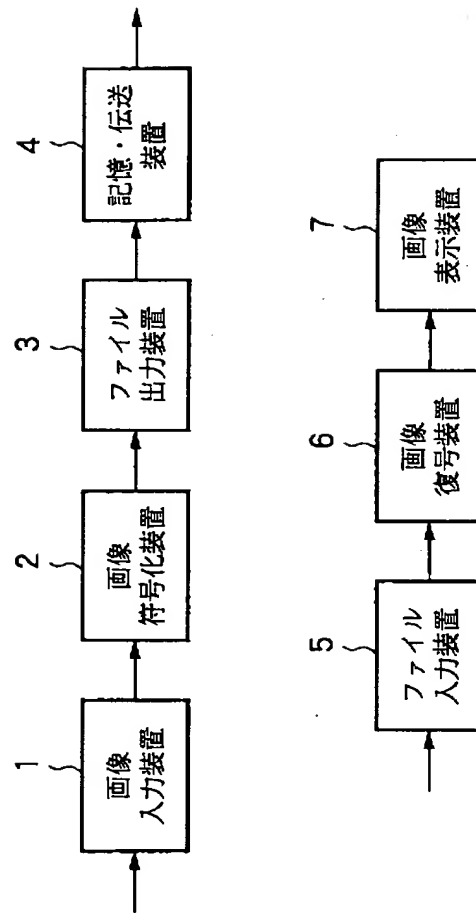 1
画像
入力装置
2
画像
符号化装置
3
ファイル
出力装置
4
記憶・伝送
装置
5
ファイル
入力装置
6
画像
復号装置
7
画像
表示装置